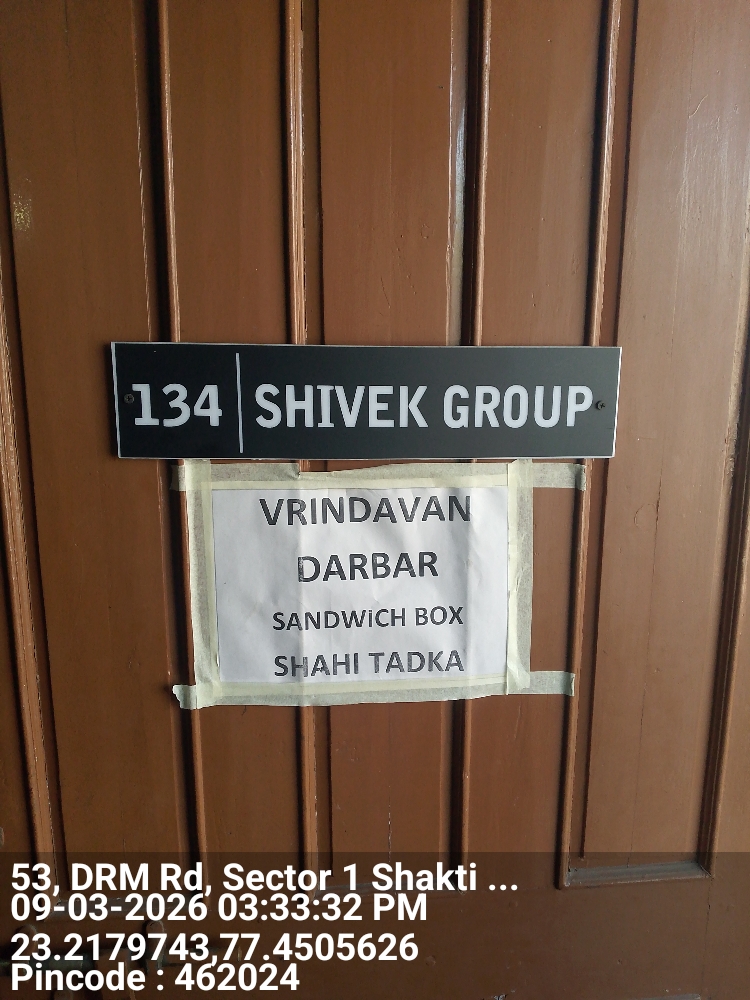 134 SHIVEK GROUP
VRINDAVAN
DARBAR
SANDWiCH BOX
SHAHI TADKA
53, DRM Rd, Sector 1 Shakti ...
09-03-2026 03:33:32 PM
23.2179743,77.4505626
Pincode : 462024